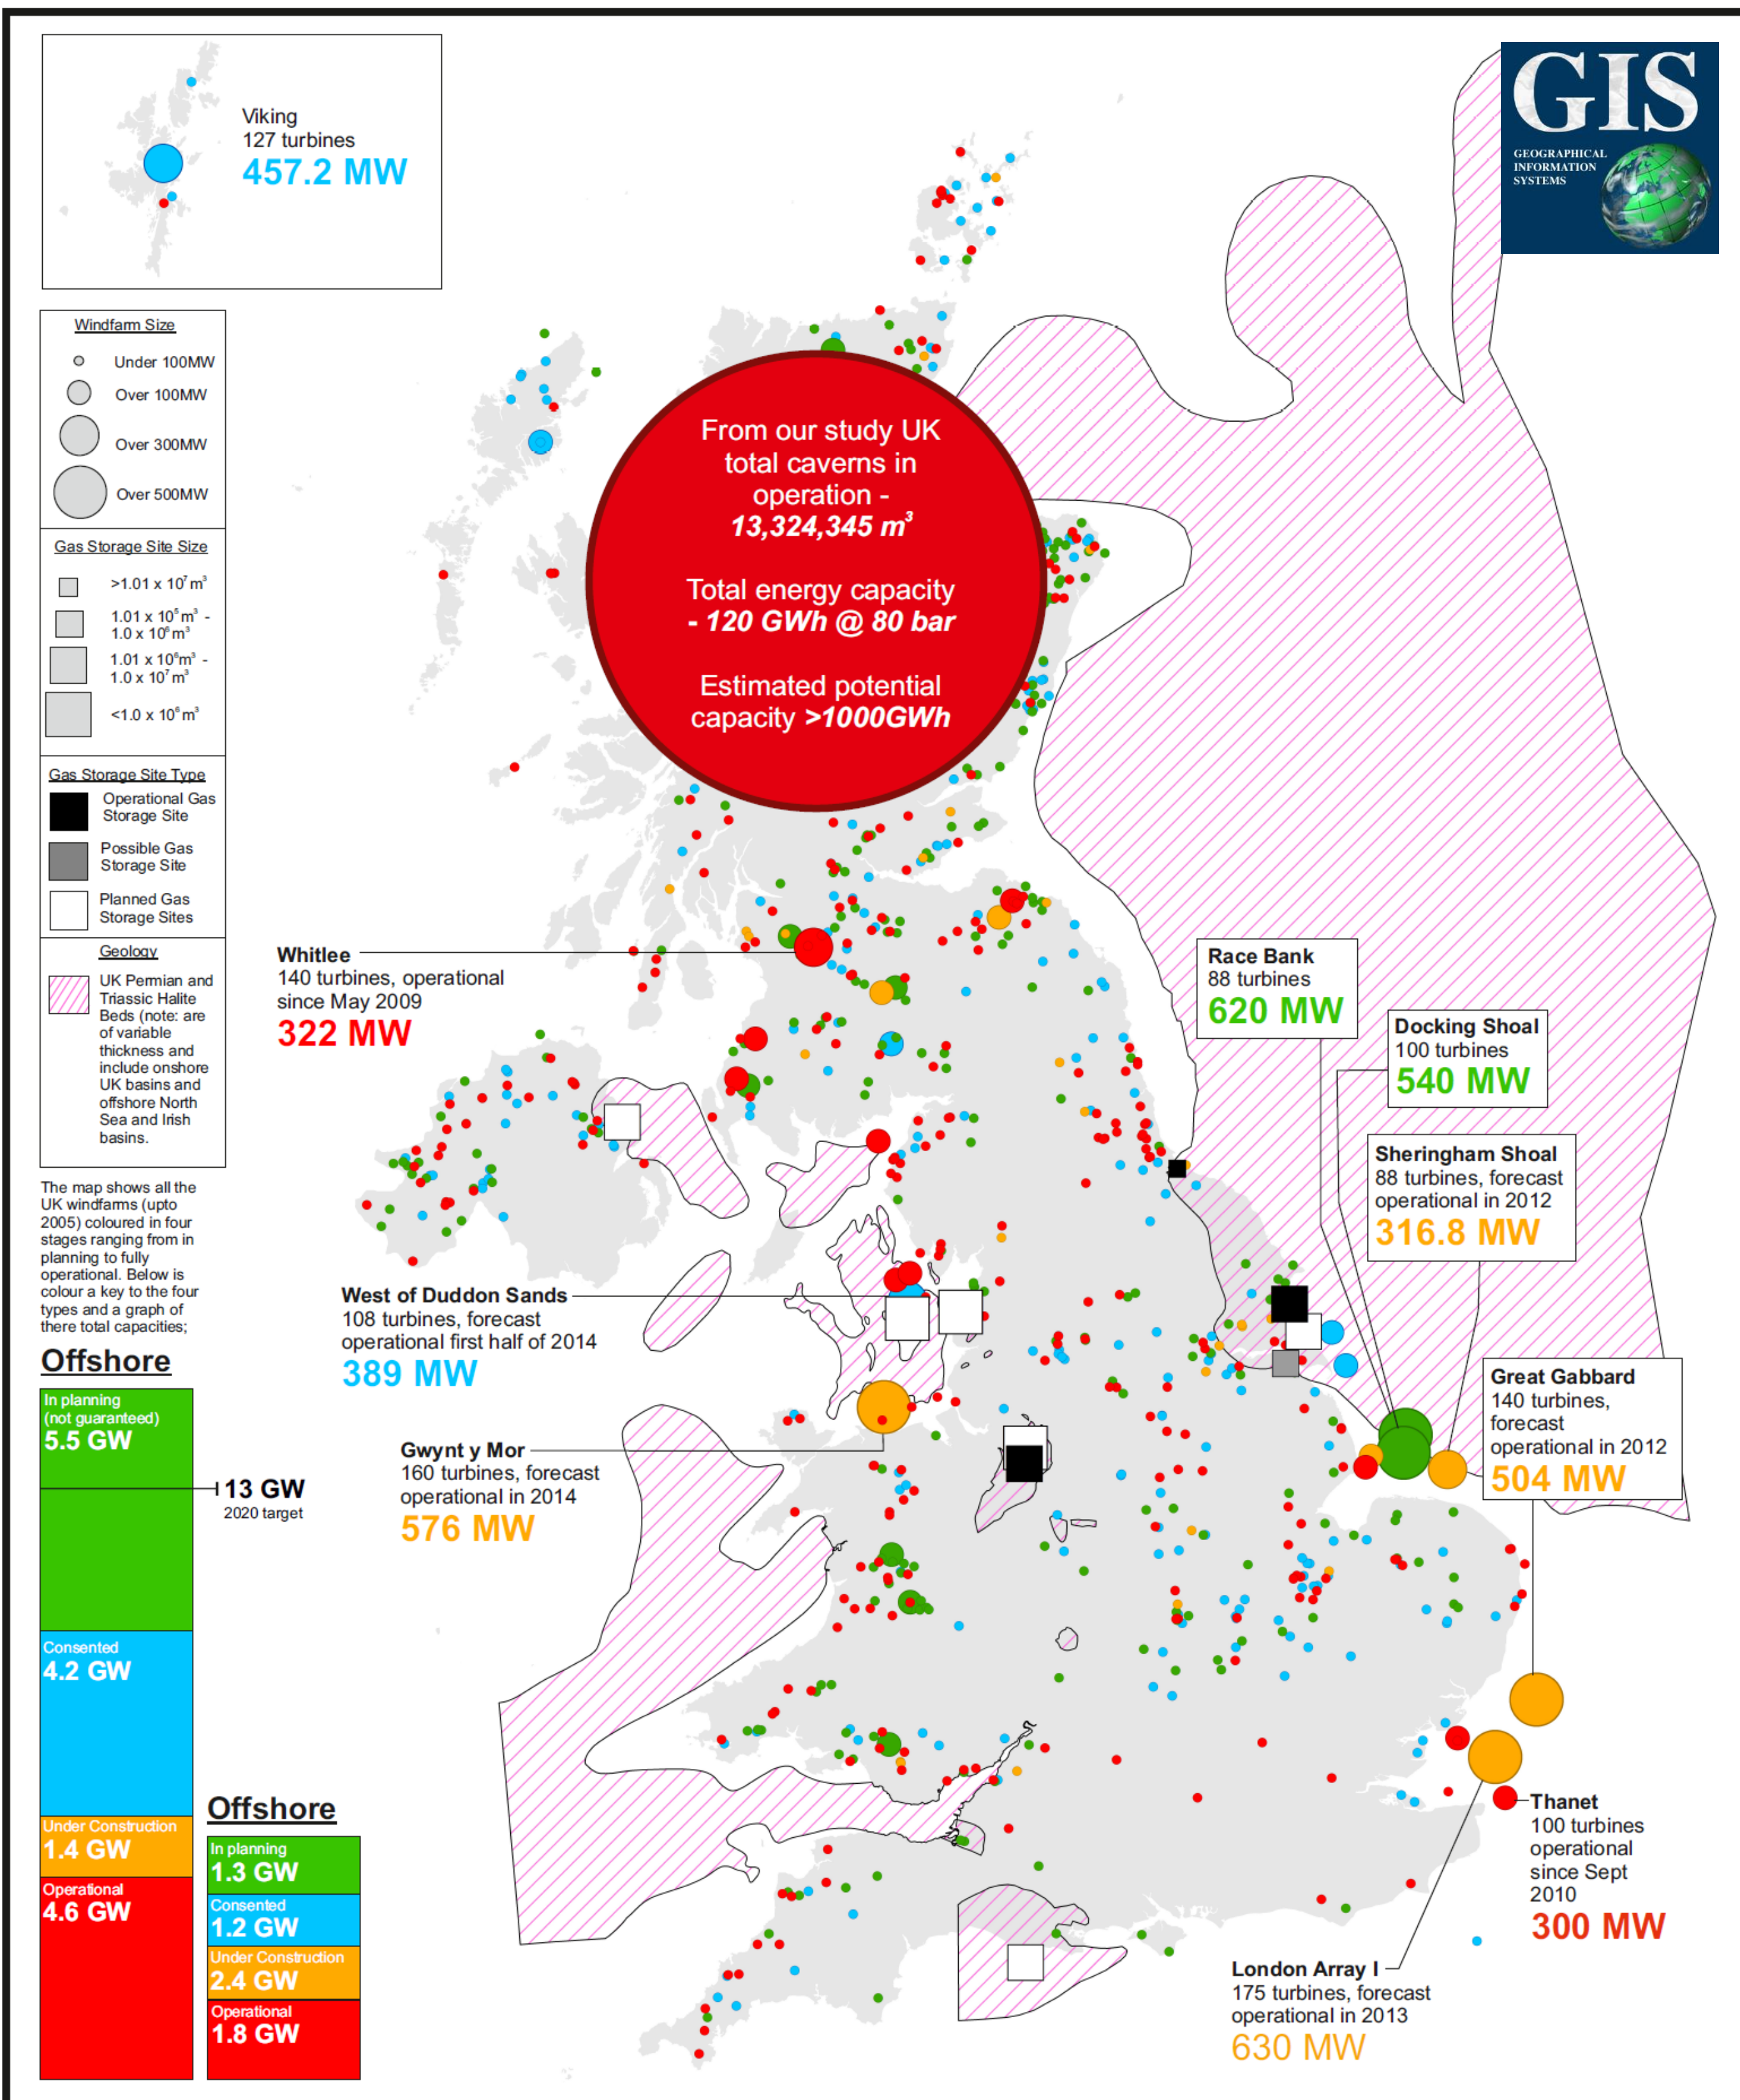 Viking
127 turbines
457.2 MW
GIS
GEOGRAPHICAL
INFORMATION
SYSTEMS
Windfarm Size
Under 100MW
Over 100MW
Over 300MW
Over 500MW
Gas Storage Site Size
>1.01 x 10⁷ m³
1.01 x 10⁵ m³ -
1.0 x 10⁶ m³
1.01 x 10⁶ m³ -
1.0 x 10⁷ m³
<1.0 x 10⁶ m³
Gas Storage Site Type
Operational Gas
Storage Site
Possible Gas
Storage Site
Planned Gas
Storage Sites
Geology
UK Permian and
Triassic Halite
Beds (note: are
of variable
thickness and
include onshore
UK basins and
offshore North
Sea and Irish
basins.
The map shows all the
UK windfarms (upto
2005) coloured in four
stages ranging from in
planning to fully
operational. Below is
colour a key to the four
types and a graph of
there total capacities;
Offshore
In planning
(not guaranteed)
5.5 GW
13 GW
2020 target
Consented
4.2 GW
Under Construction
1.4 GW
Operational
4.6 GW
Offshore
In planning
1.3 GW
Consented
1.2 GW
Under Construction
2.4 GW
Operational
1.8 GW
From our study UK
total caverns in
operation -
13,324,345 m³
Total energy capacity
- 120 GWh @ 80 bar
Estimated potential
capacity >1000GWh
Whitlee
140 turbines, operational
since May 2009
322 MW
West of Duddon Sands
108 turbines, forecast
operational first half of 2014
389 MW
Gwynt y Mor
160 turbines, forecast
operational in 2014
576 MW
Race Bank
88 turbines
620 MW
Docking Shoal
100 turbines
540 MW
Sheringham Shoal
88 turbines, forecast
operational in 2012
316.8 MW
Great Gabbard
140 turbines,
forecast
operational in 2012
504 MW
Thanet
100 turbines
operational
since Sept
2010
300 MW
London Array I
175 turbines, forecast
operational in 2013
630 MW